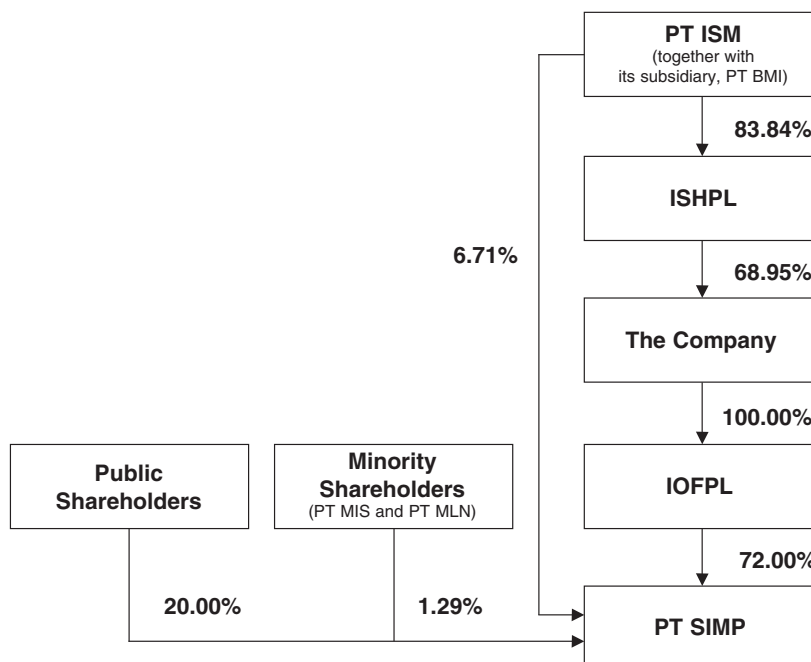 PT ISM
(together with
its subsidiary, PT BMI)
83.84%
ISHPL
6.71%
68.95%
The Company
100.00%
Public
Shareholders
Minority
Shareholders
(PT MIS and PT MLN)
IOFPL
72.00%
20.00%
1.29%
PT SIMP